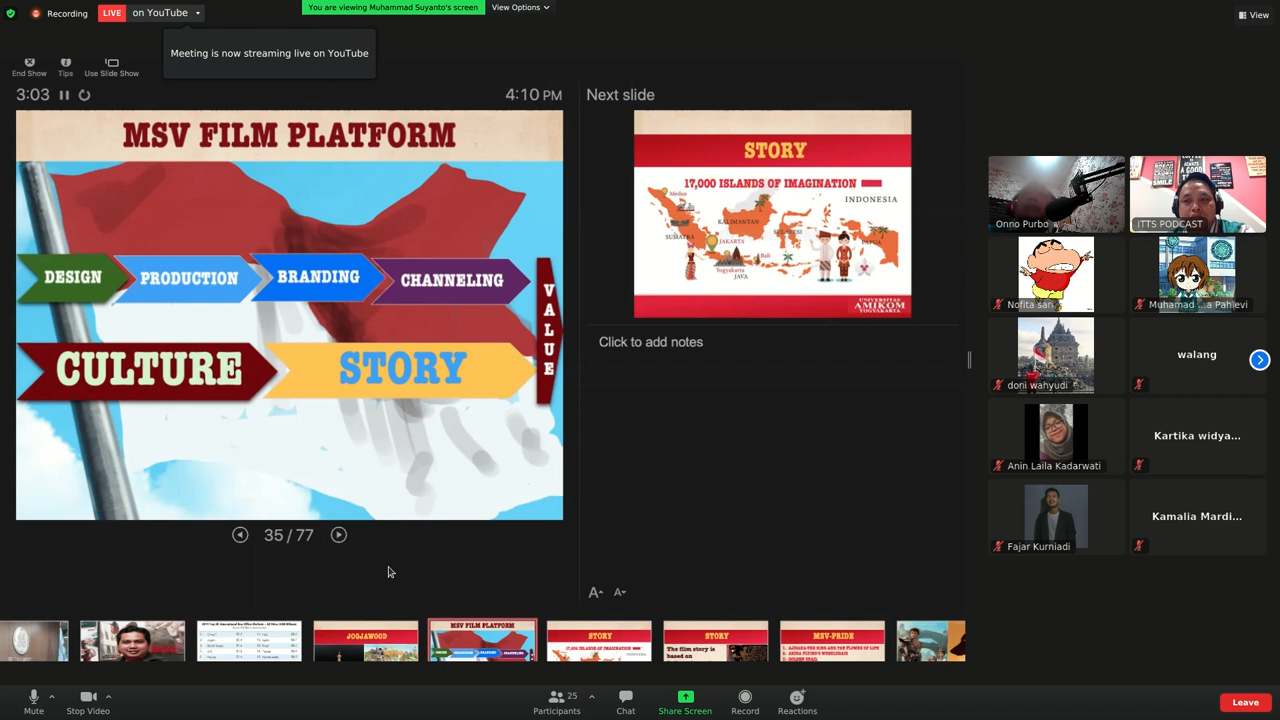 Recording
LIVE on YouTube
You are viewing Muhammad Suyanto's screen
View Options
View
Meeting is now streaming live on YouTube
End Show
Tips
Use Slide Show
3:03
4:10 PM
Next slide
MSV FILM PLATFORM
DESIGN
PRODUCTION
BRANDING
CHANNELING
VALUE
CULTURE
STORY
35 / 77
STORY
17,000 ISLANDS OF IMAGINATION
INDONESIA
Medan
KALIMANTAN
SUMATRA
JAKARTA
PAPUA
Bali
Yogyakarta
JAVA
UNIVERSITAS
AMIKOM
YOGYAKARTA
Click to add notes
A A
Onno Purbo
ITTS PODCAST
Nofita sari
Muhamad ...a Pahlevi
doni wahyudi
walang
Anin Laila Kadarwati
Kartika widya...
Fajar Kurniadi
Kamalia Mardi...
JOGJAWOOD
MSV FILM PLATFORM
STORY
17,000 ISLANDS OF IMAGINATION
STORY
The film story is
based on
MSV-PRIDE
Mute
Stop Video
Participants
25
Chat
Share Screen
Record
Reactions
Leave